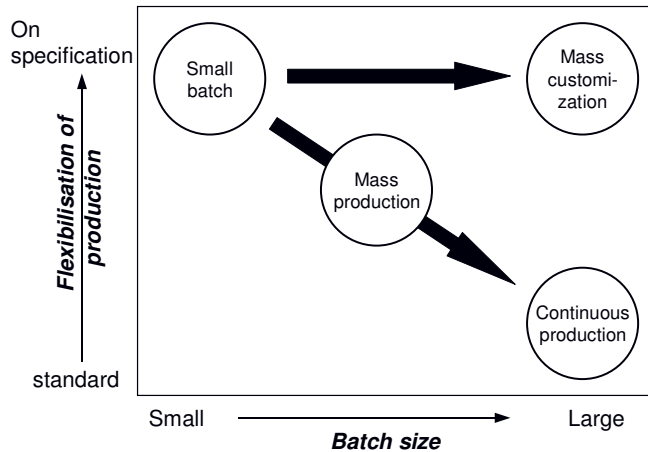 On
specification
Small
batch
Mass
customi-
zation
Flexibilisation of
production
Mass
production
Continuous
production
standard
Small
Large
Batch size